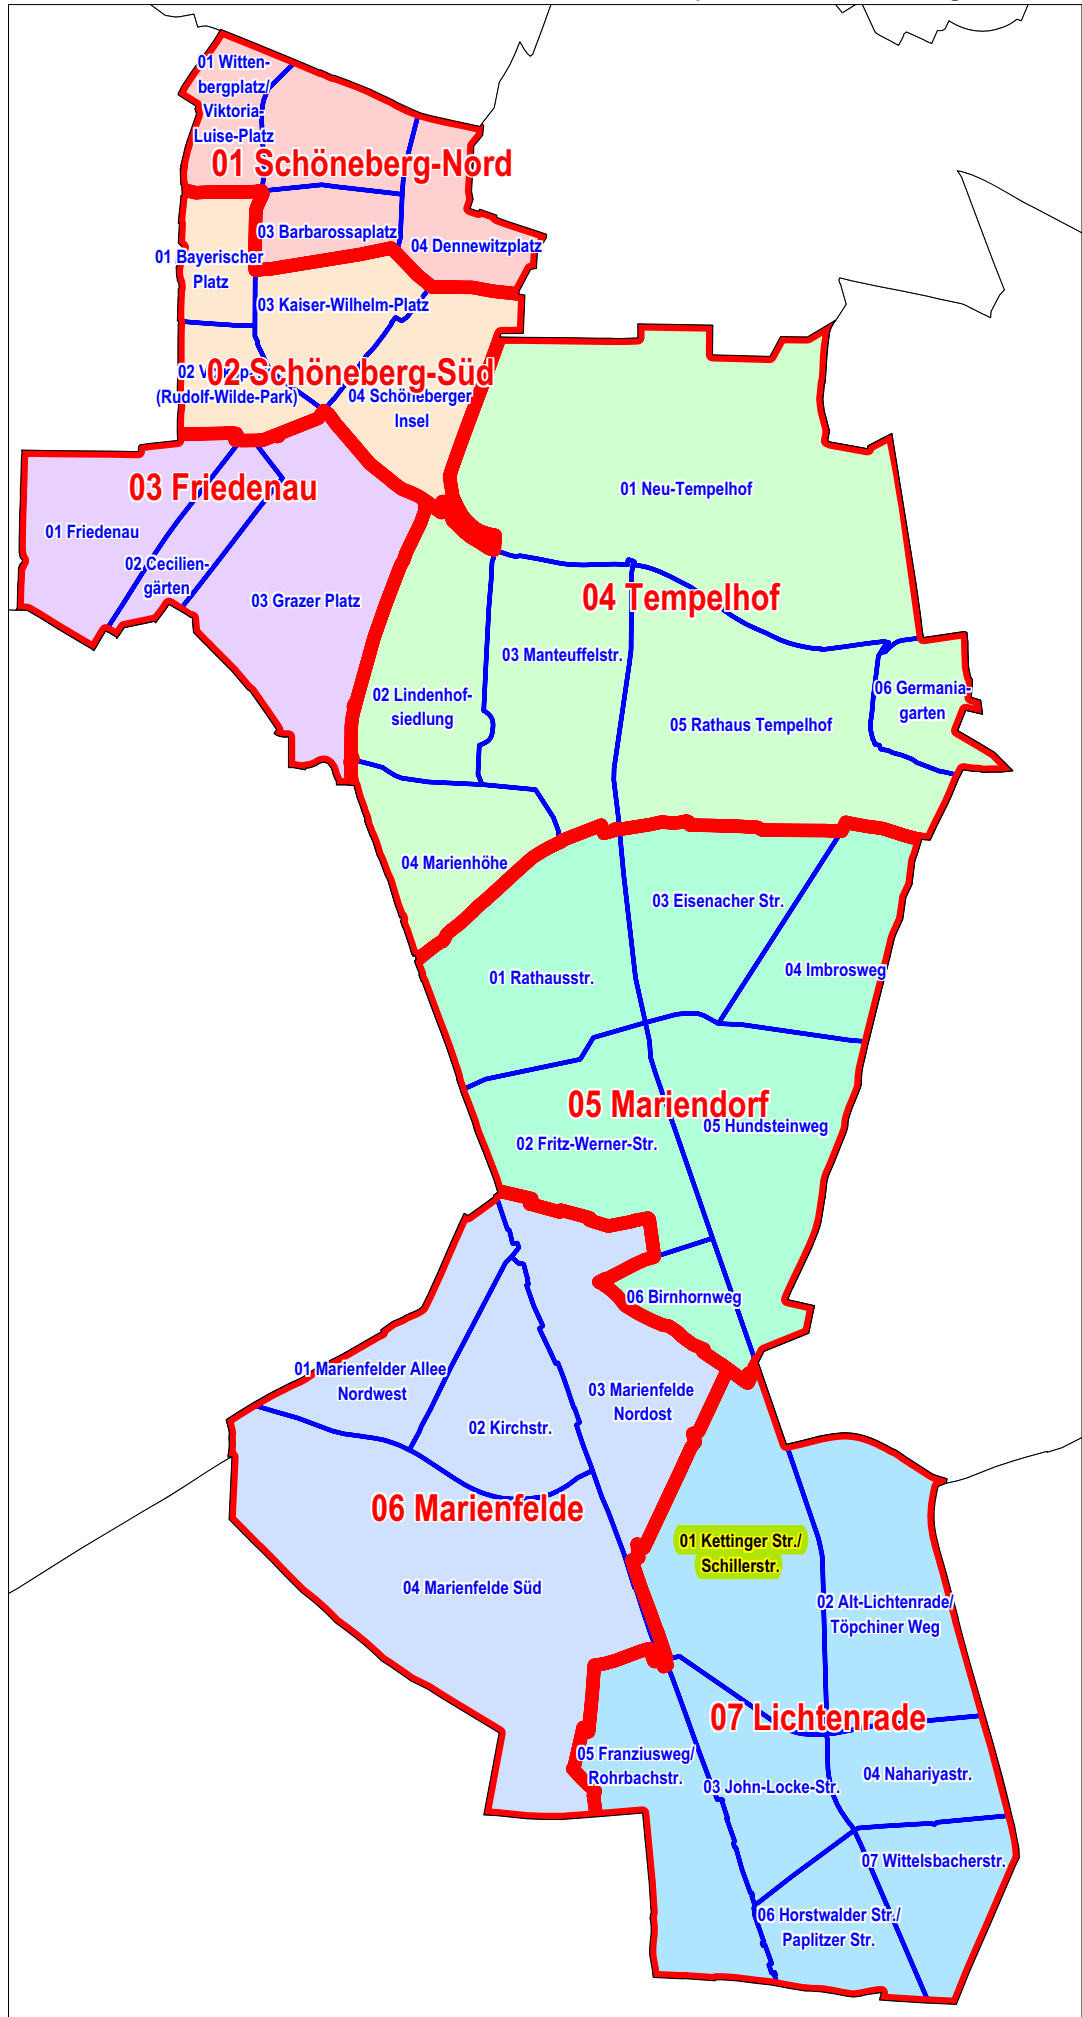 01 Witten-
bergplatz/
Viktoria-
Luise-Platz
01 Schöneberg-Nord
03 Barbarossaplatz
04 Dennewitzplatz
01 Bayerischer
Platz
03 Kaiser-Wilhelm-Platz
02 Schöneberg-Süd
02
(Rudolf-Wilde-Park)
04 Schöneberger
Insel
03 Friedenau
01 Friedenau
02 Cecilien-
gärten
03 Grazer Platz
01 Neu-Tempelhof
04 Tempelhof
03 Manteuffelstr.
02 Lindenhof-
siedlung
06 Germania-
garten
05 Rathaus Tempelhof
04 Marienhöhe
03 Eisenacher Str.
01 Rathausstr.
04 Imbrosweg
05 Mariendorf
05 Hundsteinweg
02 Fritz-Werner-Str.
06 Birnhornweg
01 Marienfelder Allee
Nordwest
03 Marienfelde
Nordost
02 Kirchstr.
06 Marienfelde
04 Marienfelde Süd
01 Kettinger Str./
Schillerstr.
02 Alt-Lichtenrade/
Töpchiner Weg
07 Lichtenrade
05 Franziusweg/
Rohrbachstr.
03 John-Locke-Str.
04 Nahariyastr.
07 Wittelsbacherstr.
06 Horstwalder Str./
Paplitzer Str.